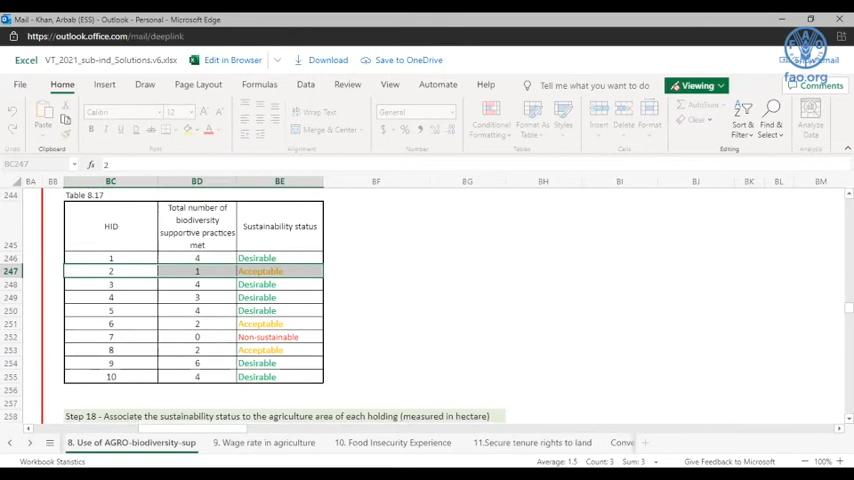 Mail - Khan, Arbab (ESS) - Outlook - Personal - Microsoft Edge
https://outlook.office.com/mail/deeplink
Excel VT_2021_sub-ind_Solutions.v6.xlsx Edit in Browser Download Save to OneDrive
fao.org
File Home Insert Draw Page Layout Formulas Data Review View Automate Help Tell me what you want to do Viewing Comments
Paste Calibri 12 Wrap Text General Conditional Formatting Format As Table Styles Insert Delete Format AutoSum Sort & Filter Find & Select Analyze Data
B D ab Merge & Center $ % Clear
Clipboard Font Alignment Number Tables Cells Editing Analysis
BC247 fx 2
BA BB BC BD BE BF BG BH BI BJ BK BL BM
244 Table 8.17
245 HID Total number of biodiversity supportive practices met Sustainability status
246 1 4 Desirable
247 2 1 Acceptable
248 3 4 Desirable
249 4 3 Desirable
250 5 4 Desirable
251 6 2 Acceptable
252 7 0 Non-sustainable
253 8 2 Acceptable
254 9 6 Desirable
255 10 4 Desirable
256
257
258 Step 18 - Associate the sustainability status to the agriculture area of each holding (measured in hectare)
8. Use of AGRO-biodiversity-sup 9. Wage rate in agriculture 10. Food Insecurity Experience 11.Secure tenure rights to land Conve
Workbook Statistics Average: 1.5 Count: 3 Sum: 3 Give Feedback to Microsoft 100%